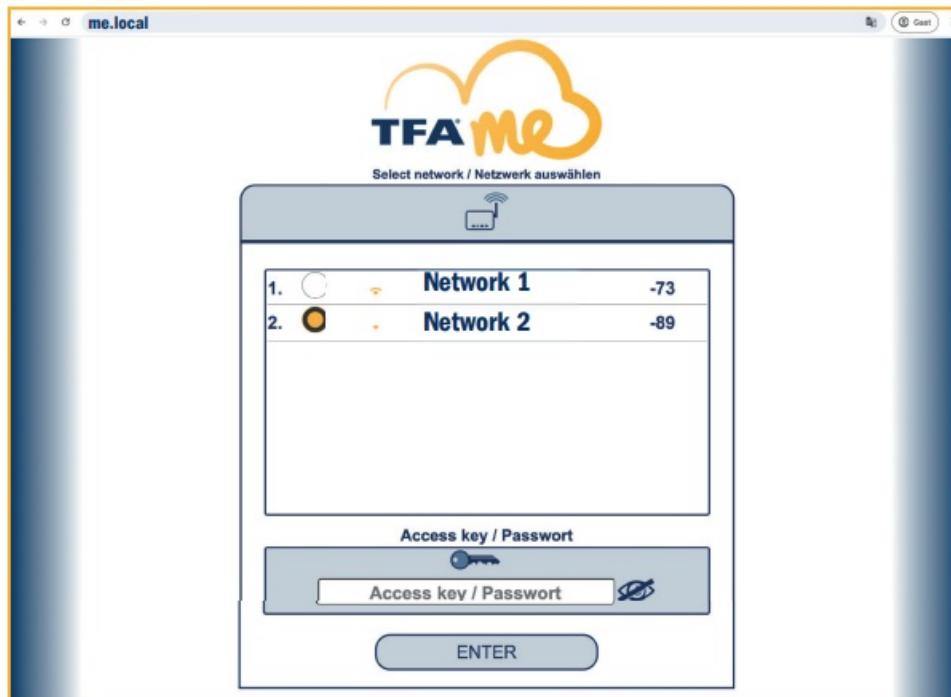 me.local
Gast
TFA® me
Select network / Netzwerk auswählen
1. Network 1 -73
2. Network 2 -89
Access key / Passwort
Access key / Passwort
ENTER